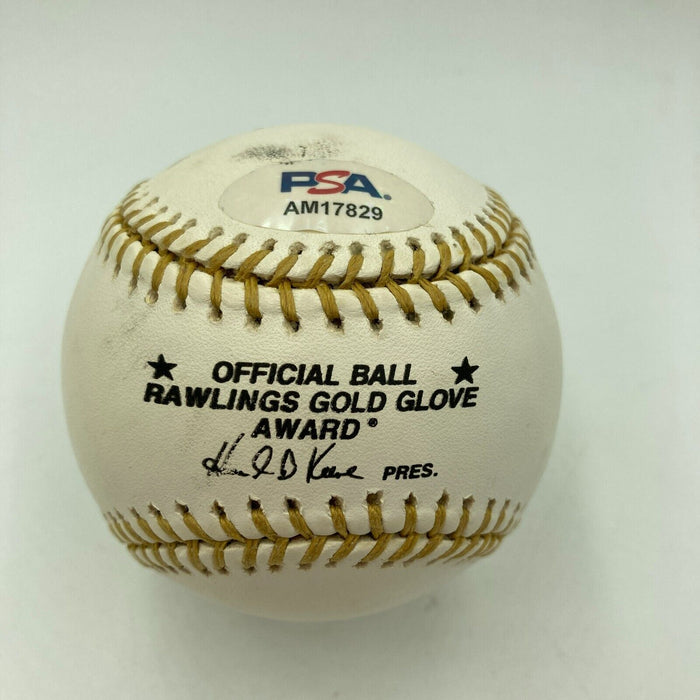 PSA.
AM17829
★ OFFICIAL BALL ★
RAWLINGS GOLD GLOVE
AWARD®
PRES.